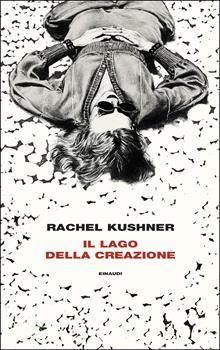 RACHEL KUSHNER
IL LAGO
DELLA CREAZIONE
EINAUDI